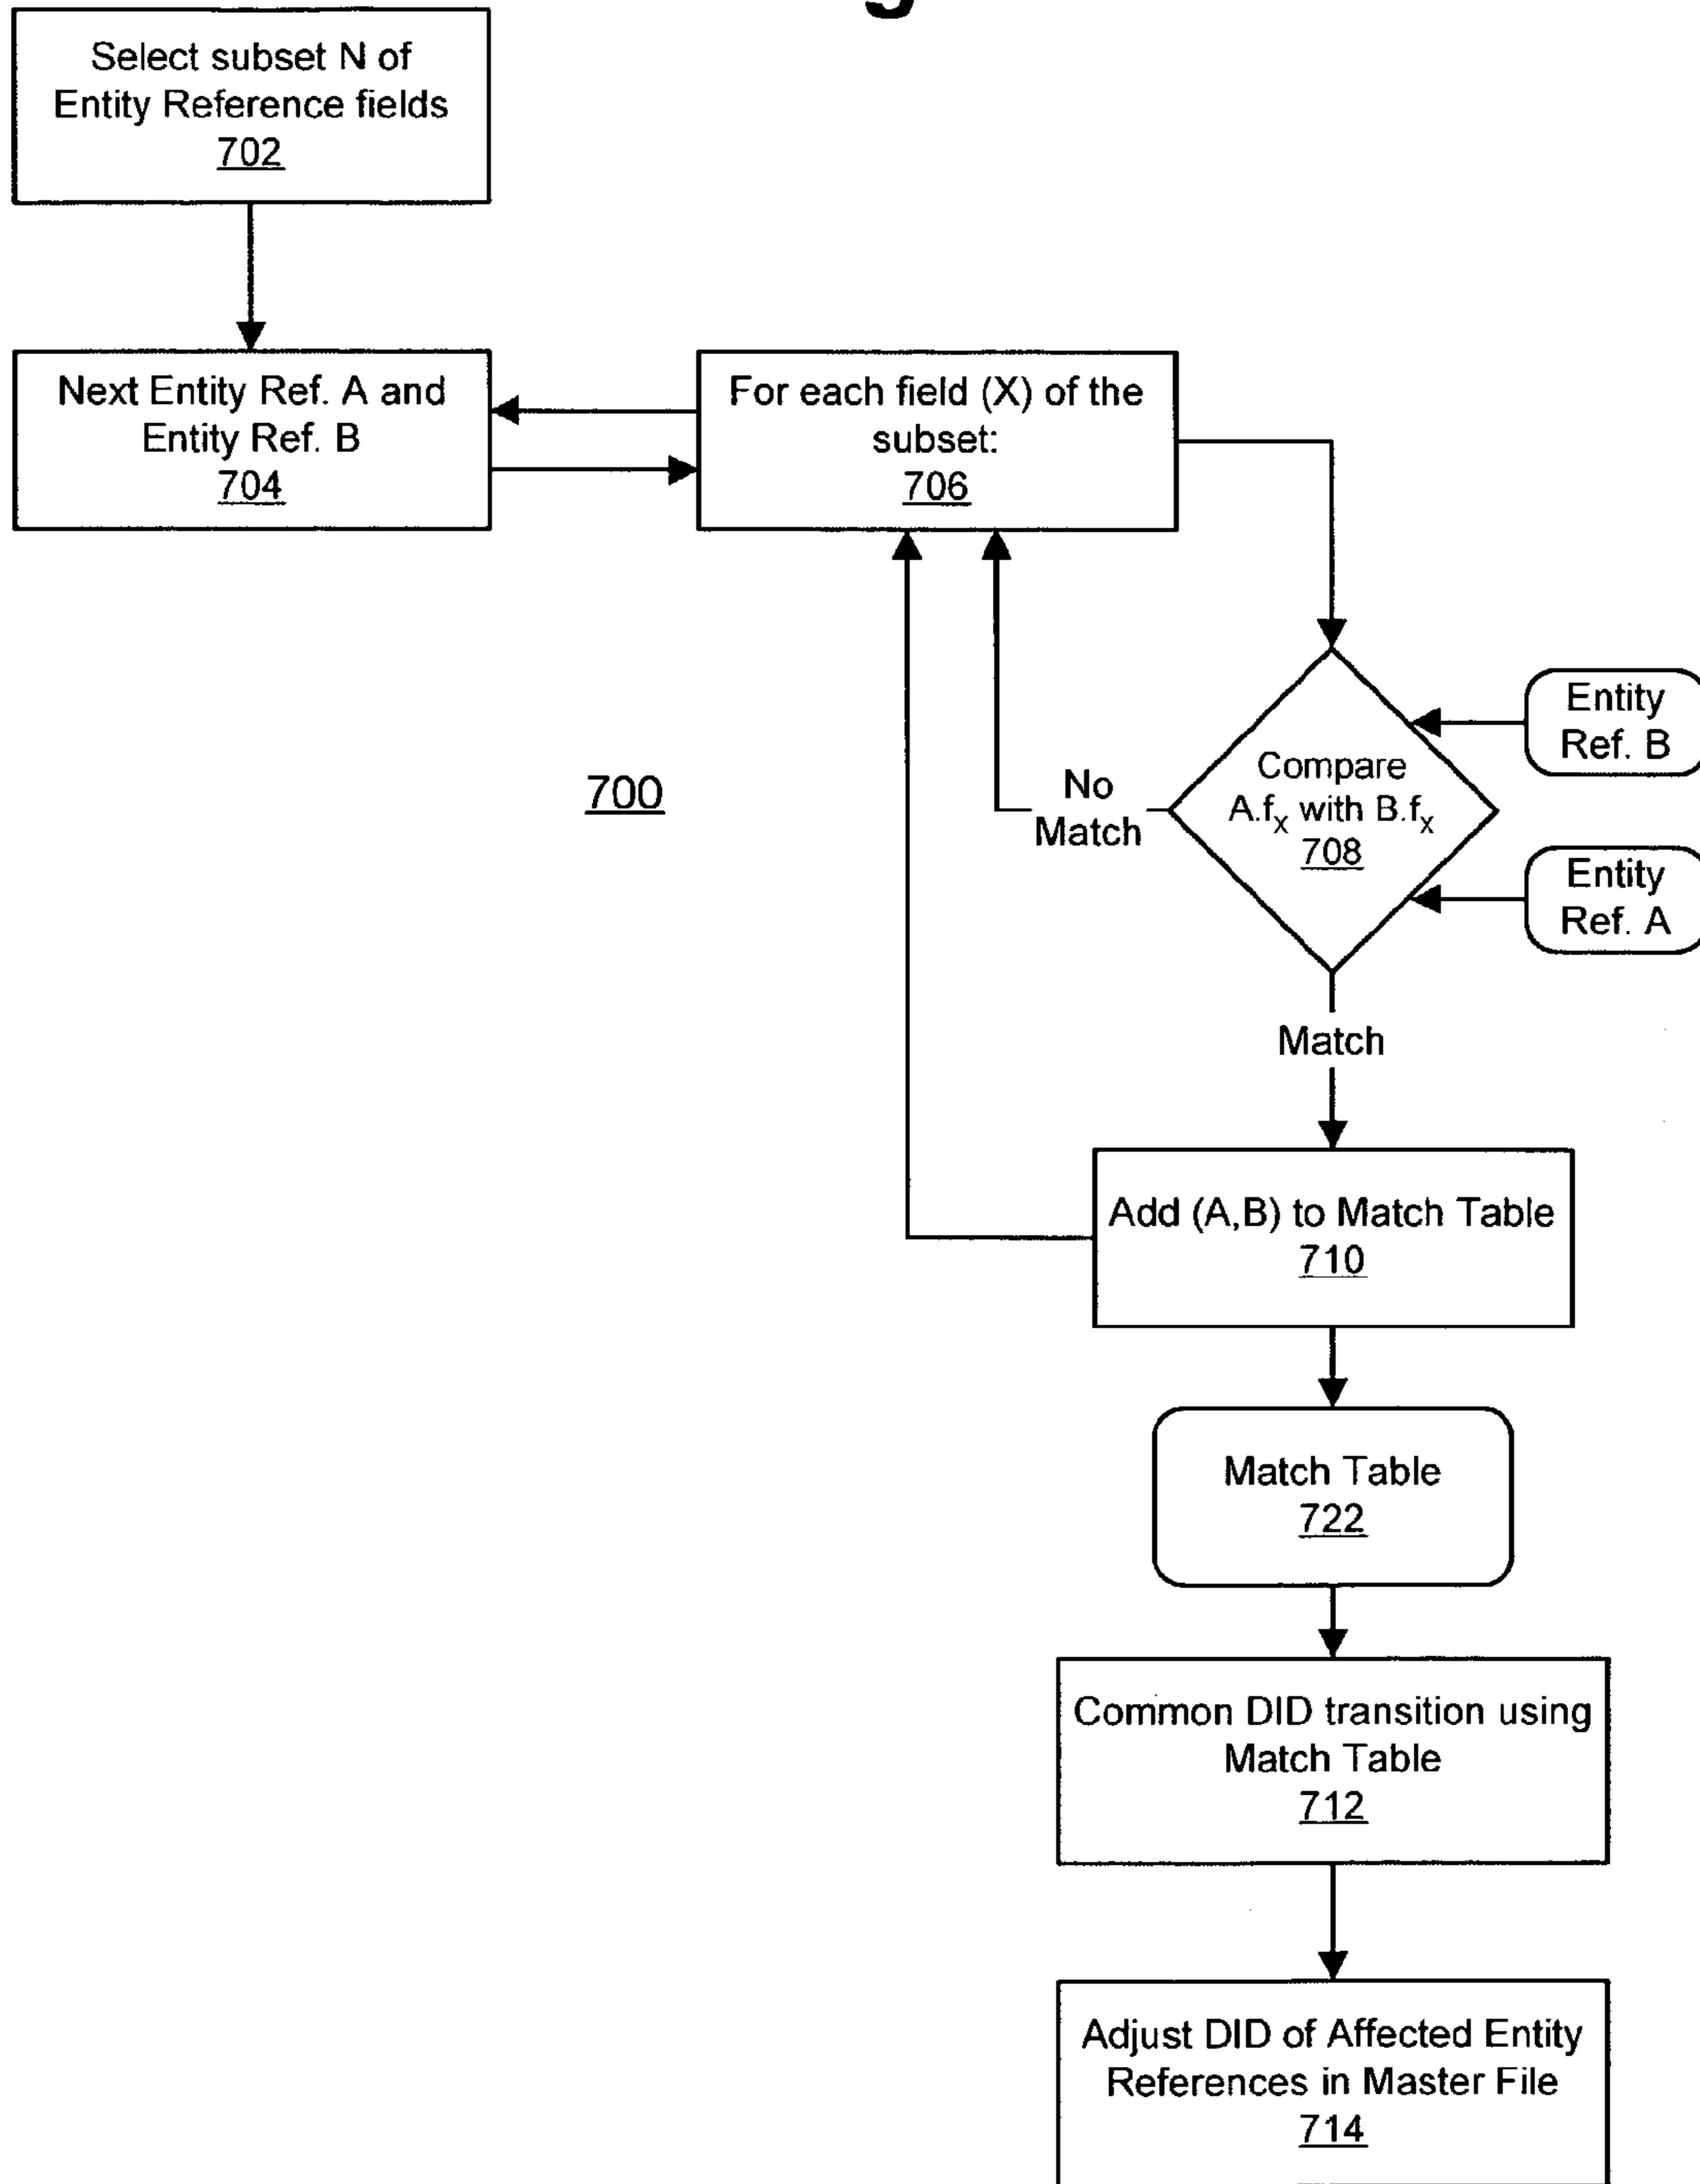 Select subset N of
Entity Reference fields
702
Next Entity Ref. A and
Entity Ref. B
704
For each field (X) of the
subset:
706
700
No
Match
Compare
A.fx with B.fx
708
Entity
Ref. B
Entity
Ref. A
Match
Add (A,B) to Match Table
710
Match Table
722
Common DID transition using
Match Table
712
Adjust DID of Affected Entity
References in Master File
714